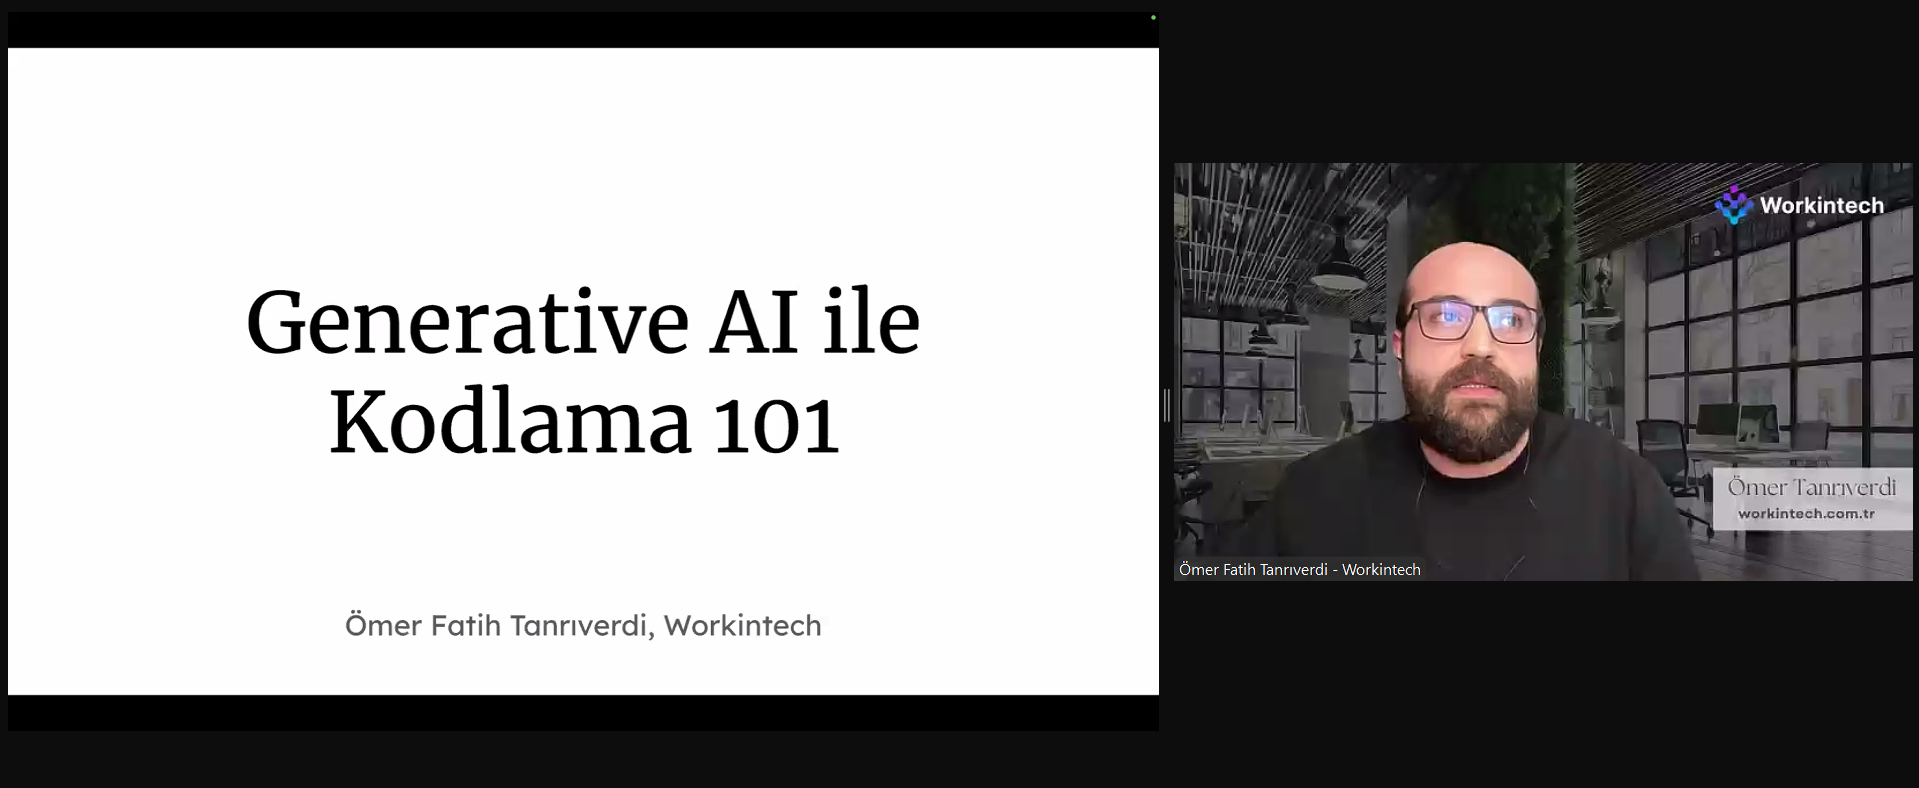 Generative AI ile
Kodlama 101
Ömer Fatih Tanrıverdi, Workintech
Workintech
Ömer Tanrıverdi
workintech.com.tr
Ömer Fatih Tanrıverdi - Workintech